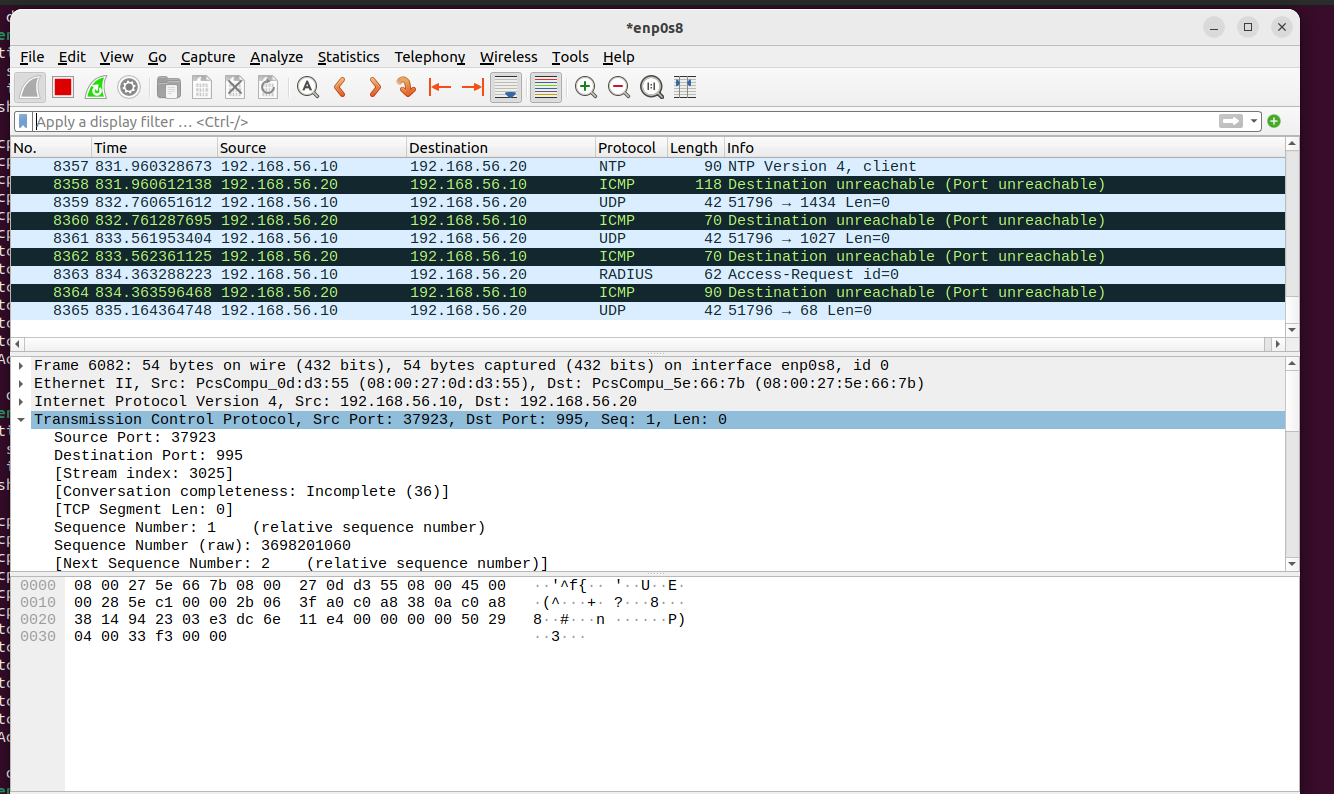 *enp0s8
File Edit View Go Capture Analyze Statistics Telephony Wireless Tools Help
Apply a display filter … <Ctrl-/>
No. Time Source Destination Protocol Length Info
8357 831.960328673 192.168.56.10 192.168.56.20 NTP 90 NTP Version 4, client
8358 831.960612138 192.168.56.20 192.168.56.10 ICMP 118 Destination unreachable (Port unreachable)
8359 832.760651612 192.168.56.10 192.168.56.20 UDP 42 51796 → 1434 Len=0
8360 832.761287695 192.168.56.20 192.168.56.10 ICMP 70 Destination unreachable (Port unreachable)
8361 833.561953404 192.168.56.10 192.168.56.20 UDP 42 51796 → 1027 Len=0
8362 833.562361125 192.168.56.20 192.168.56.10 ICMP 70 Destination unreachable (Port unreachable)
8363 834.363288223 192.168.56.10 192.168.56.20 RADIUS 62 Access-Request id=0
8364 834.363596468 192.168.56.20 192.168.56.10 ICMP 90 Destination unreachable (Port unreachable)
8365 835.164364748 192.168.56.10 192.168.56.20 UDP 42 51796 → 68 Len=0
Frame 6082: 54 bytes on wire (432 bits), 54 bytes captured (432 bits) on interface enp0s8, id 0
Ethernet II, Src: PcsCompu_0d:d3:55 (08:00:27:0d:d3:55), Dst: PcsCompu_5e:66:7b (08:00:27:5e:66:7b)
Internet Protocol Version 4, Src: 192.168.56.10, Dst: 192.168.56.20
Transmission Control Protocol, Src Port: 37923, Dst Port: 995, Seq: 1, Len: 0
Source Port: 37923
Destination Port: 995
[Stream index: 3025]
[Conversation completeness: Incomplete (36)]
[TCP Segment Len: 0]
Sequence Number: 1    (relative sequence number)
Sequence Number (raw): 3698201060
[Next Sequence Number: 2    (relative sequence number)]
0000 08 00 27 5e 66 7b 08 00 27 0d d3 55 08 00 45 00 ··'^f{·· '··U··E·
0010 00 28 5e c1 00 00 2b 06 3f a0 c0 a8 38 0a c0 a8 ·(^···+· ?···8···
0020 38 14 94 23 03 e3 dc 6e 11 e4 00 00 00 00 50 29 8··#···n ······P)
0030 04 00 33 f3 00 00 ··3···